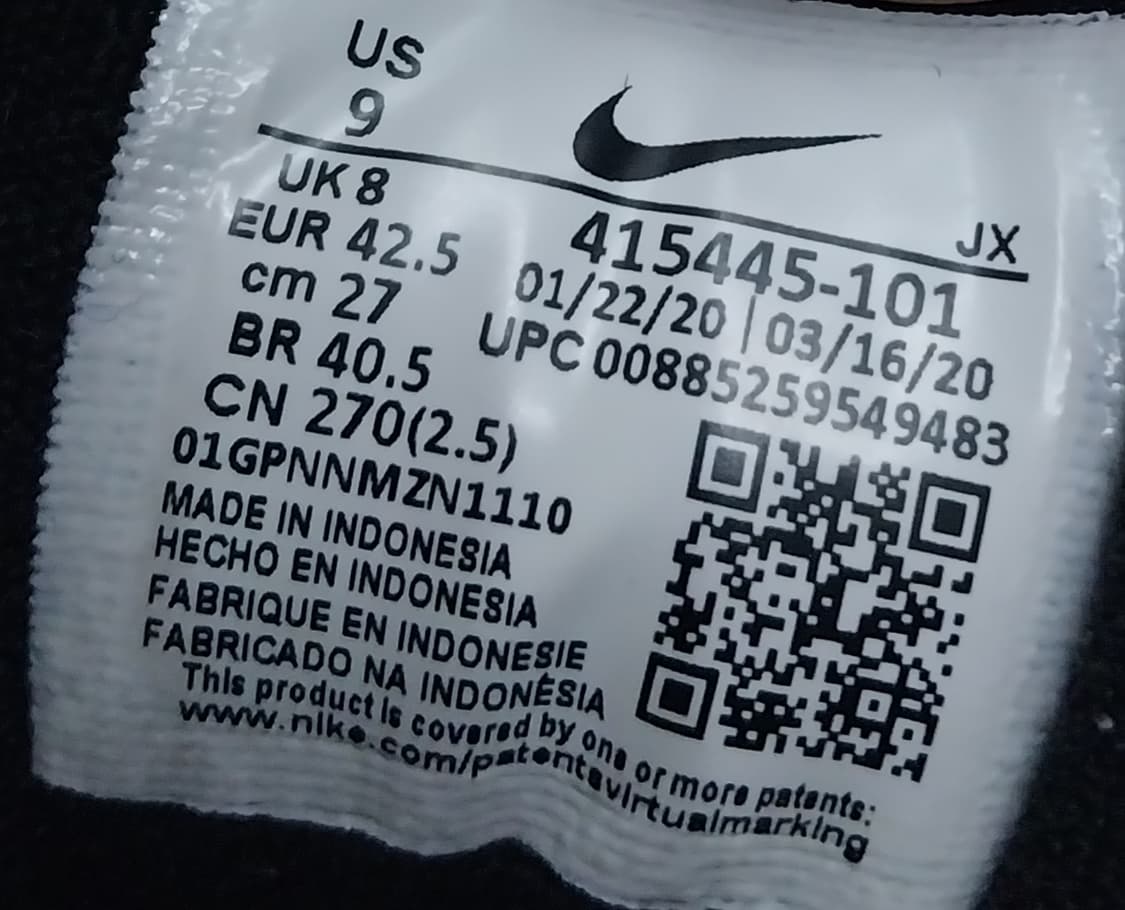 US
9
UK 8
EUR 42.5
cm 27
BR 40.5
CN 270(2.5)
01GPNNMZN1110
MADE IN INDONESIA
HECHO EN INDONESIA
FABRIQUE EN INDONESIE
FABRICADO NA INDONÉSIA
JX
415445-101
01/22/20 | 03/16/20
UPC 00885259549483
This product is covered by one or more patents:
www.nike.com/patentsvirtualmarking